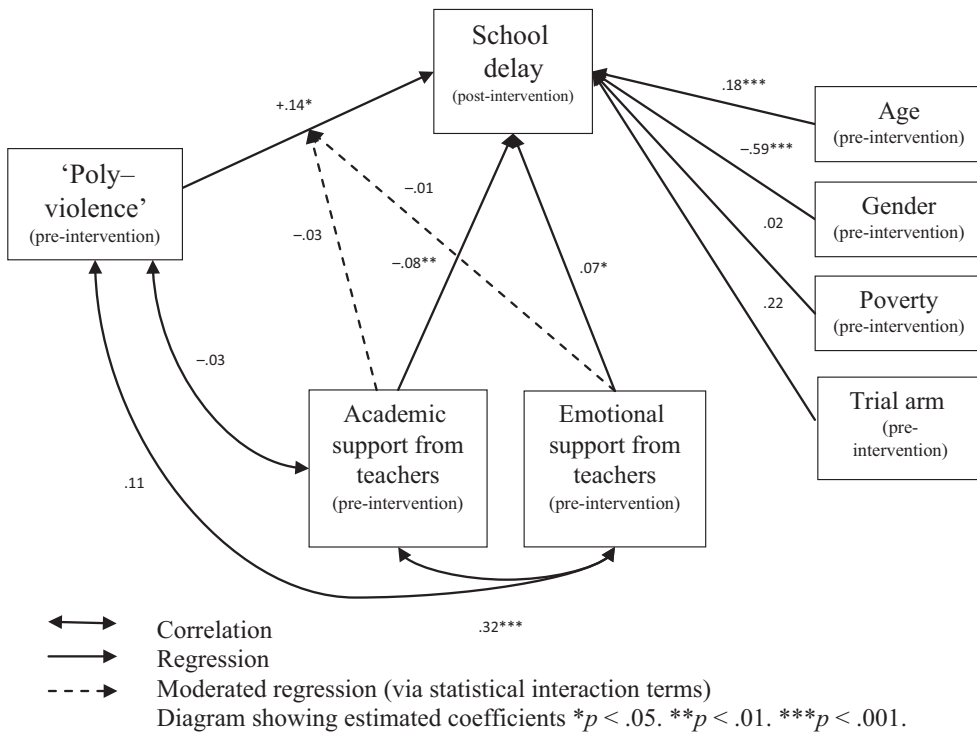 School
delay
(post-intervention)
.18***
Age
(pre-intervention)
+.14*
–.59***
‘Poly–
violence’
(pre-intervention)
–.01
Gender
(pre-intervention)
–.03
.02
–.08**
.07*
Poverty
(pre-intervention)
.22
–.03
Academic
support from
teachers
(pre-intervention)
Emotional
support from
teachers
(pre-intervention)
Trial arm
(pre-
intervention)
.11
.32***
Correlation
Regression
Moderated regression (via statistical interaction terms)
Diagram showing estimated coefficients *p < .05. **p < .01. ***p < .001.